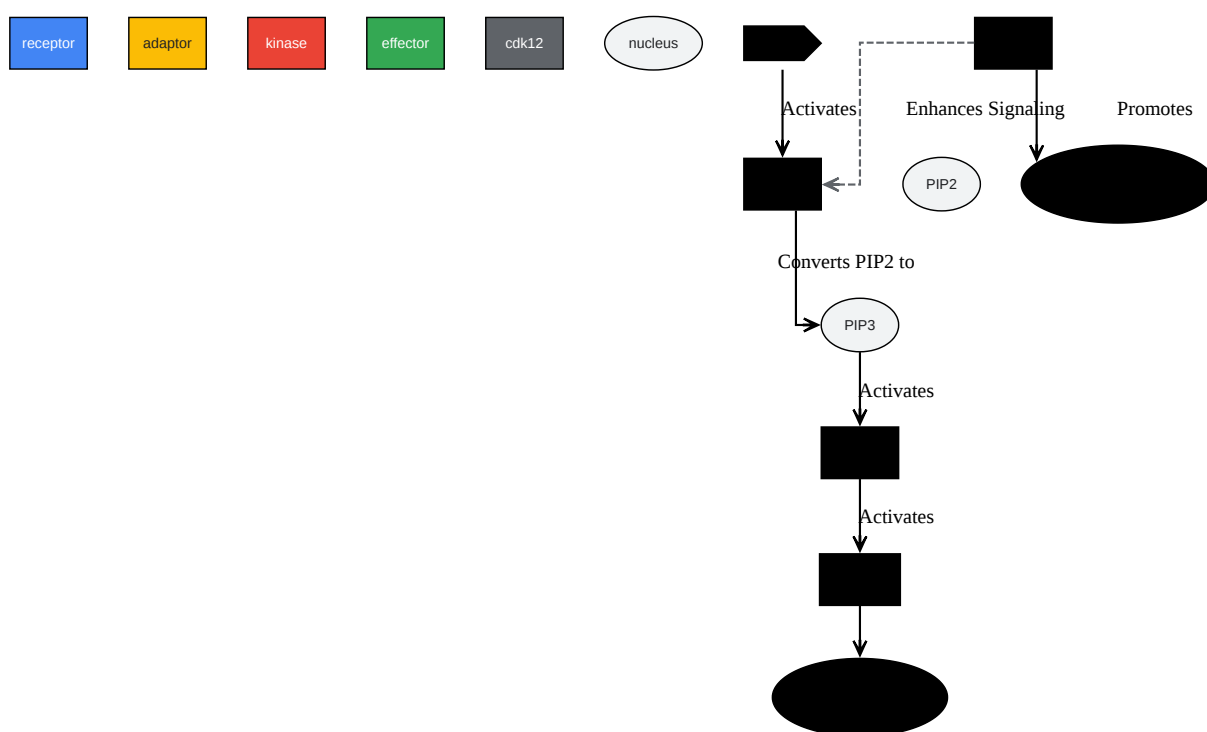 receptor
adaptor
kinase
effector
cdk12
nucleus
Activates
Enhances Signaling
Promotes
PIP2
Converts PIP2 to
PIP3
Activates
Activates